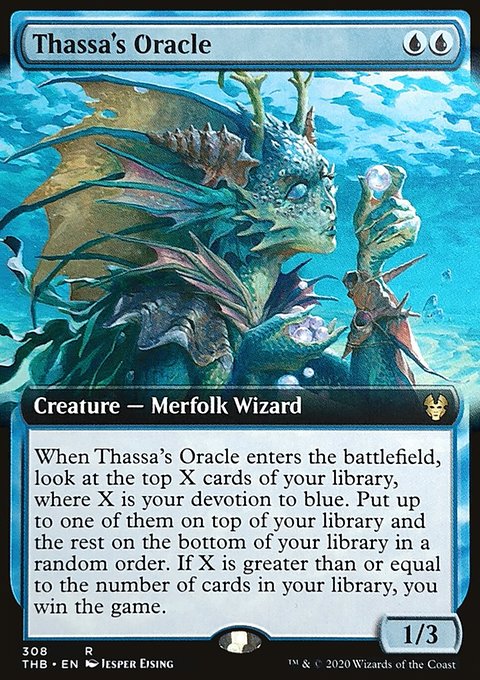 Thassa's Oracle
Creature — Merfolk Wizard
When Thassa's Oracle enters the battlefield,
look at the top X cards of your library,
where X is your devotion to blue. Put up
to one of them on top of your library and
the rest on the bottom of your library in a
random order. If X is greater than or equal
to the number of cards in your library, you
win the game.
1/3
308 R
THB • EN Jesper Eising
™ & © 2020 Wizards of the Coast